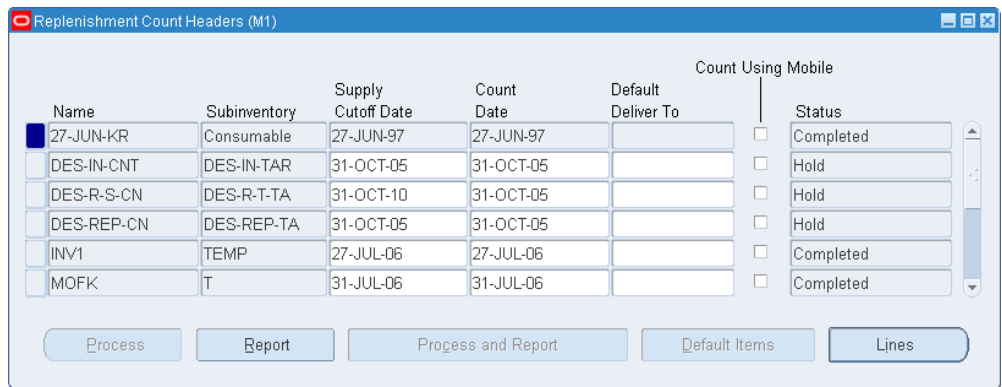 Replenishment Count Headers (M1)
Count Using Mobile
Supply Count Default
Name Subinventory Cutoff Date Date Deliver To Status
27-JUN-KR Consumable 27-JUN-97 27-JUN-97 Completed
DES-IN-CNT DES-IN-TAR 31-OCT-05 31-OCT-05 Hold
DES-R-S-CN DES-R-T-TA 31-OCT-10 31-OCT-05 Hold
DES-REP-CN DES-REP-TA 31-OCT-05 31-OCT-05 Hold
INV1 TEMP 27-JUL-06 27-JUL-06 Completed
MOFK T 31-JUL-06 31-JUL-06 Completed
Process Report Process and Report Default Items Lines